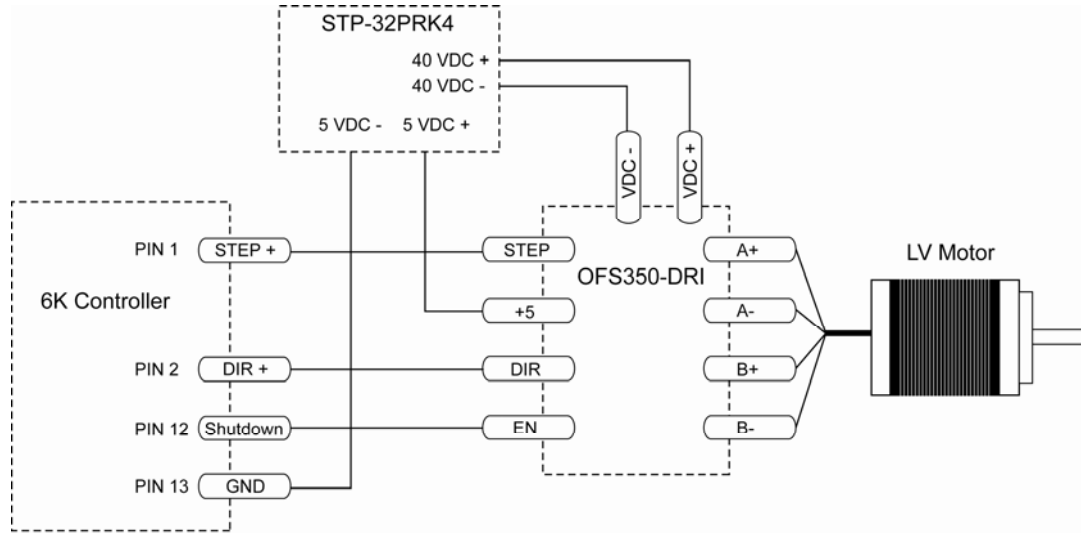 STP-32PRK4
40 VDC +
40 VDC -
5 VDC - 5 VDC +
VDC -
VDC +
PIN 1 STEP +
STEP
A+
LV Motor
6K Controller
OFS350-DRI
+5
A-
PIN 2 DIR +
DIR
B+
PIN 12 Shutdown
EN
B-
PIN 13 GND